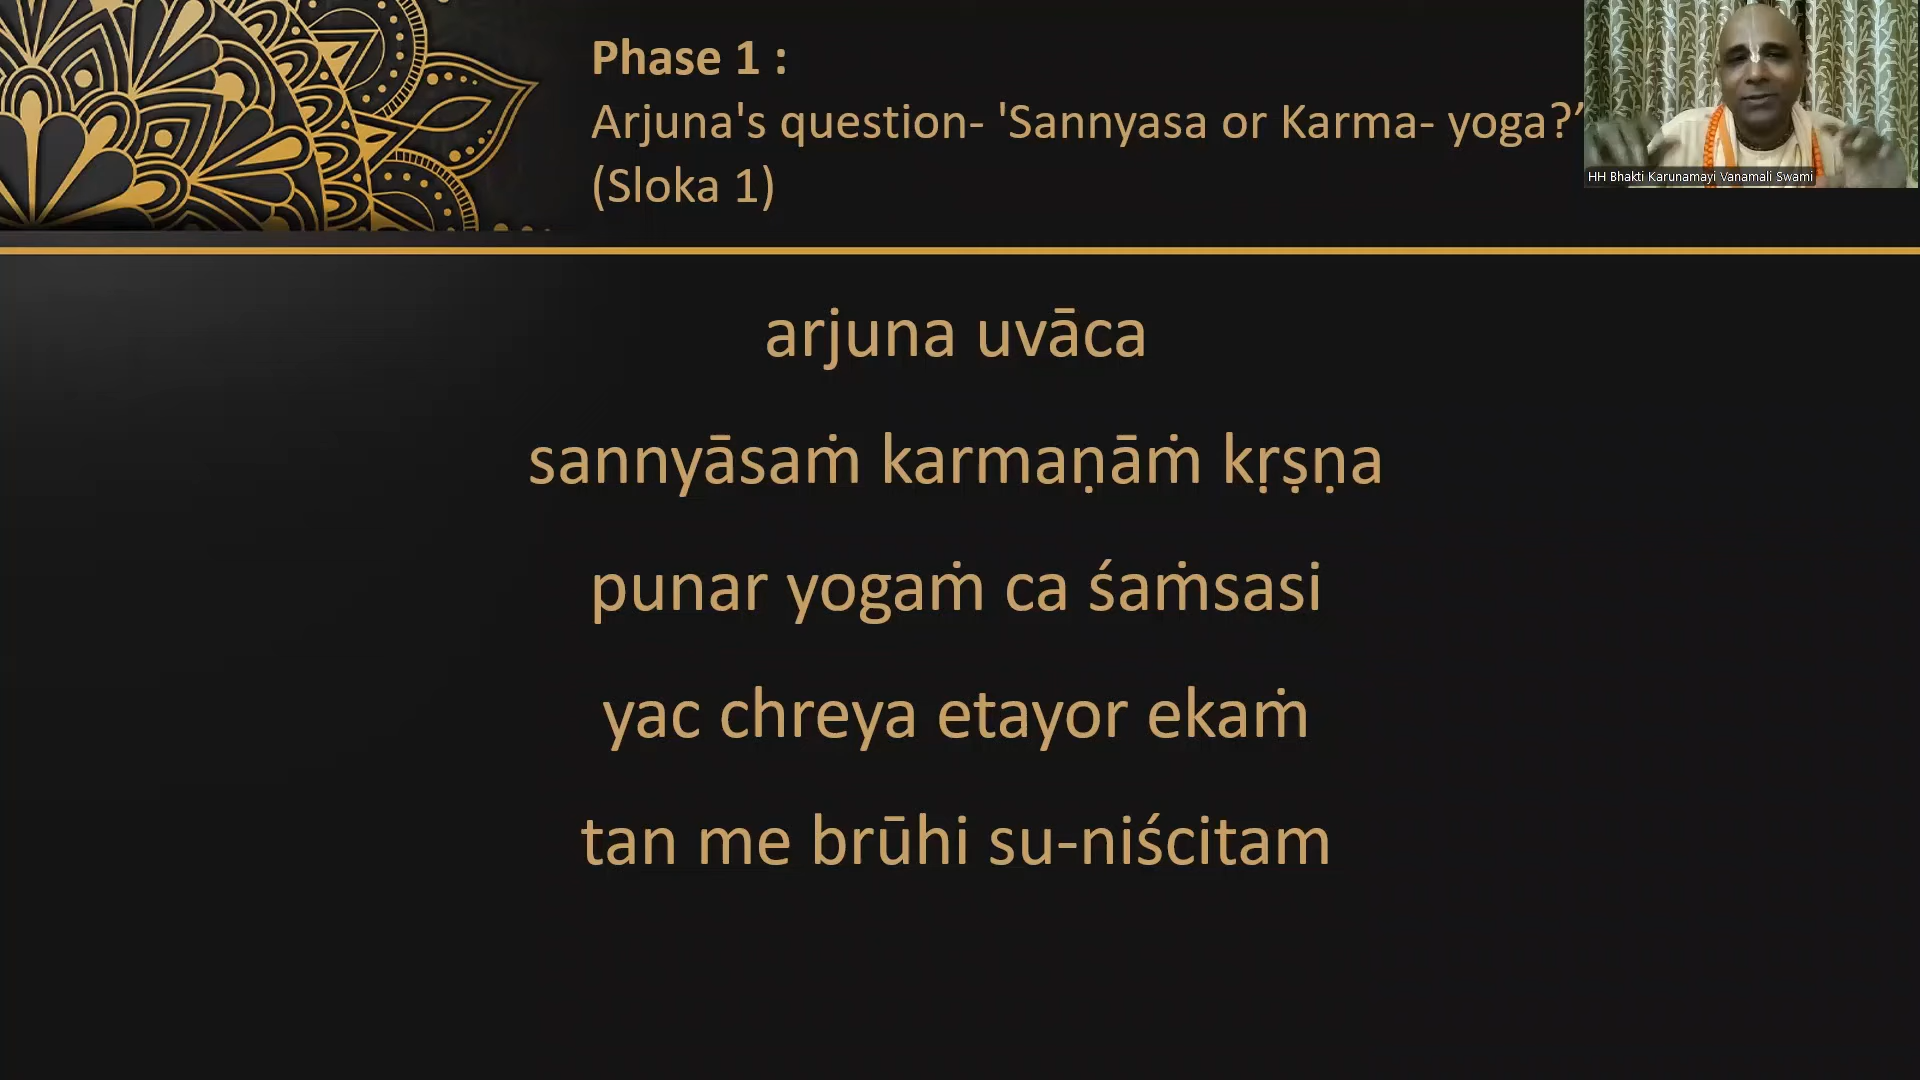 Phase 1 :
Arjuna's question- 'Sannyasa or Karma- yoga?’
(Sloka 1)
HH Bhakti Karunamayi Vanamali Swami
arjuna uvāca
sannyāsaṁ karmaṇāṁ kṛṣṇa
punar yogaṁ ca śaṁsasi
yac chreya etayor ekaṁ
tan me brūhi su-niścitam